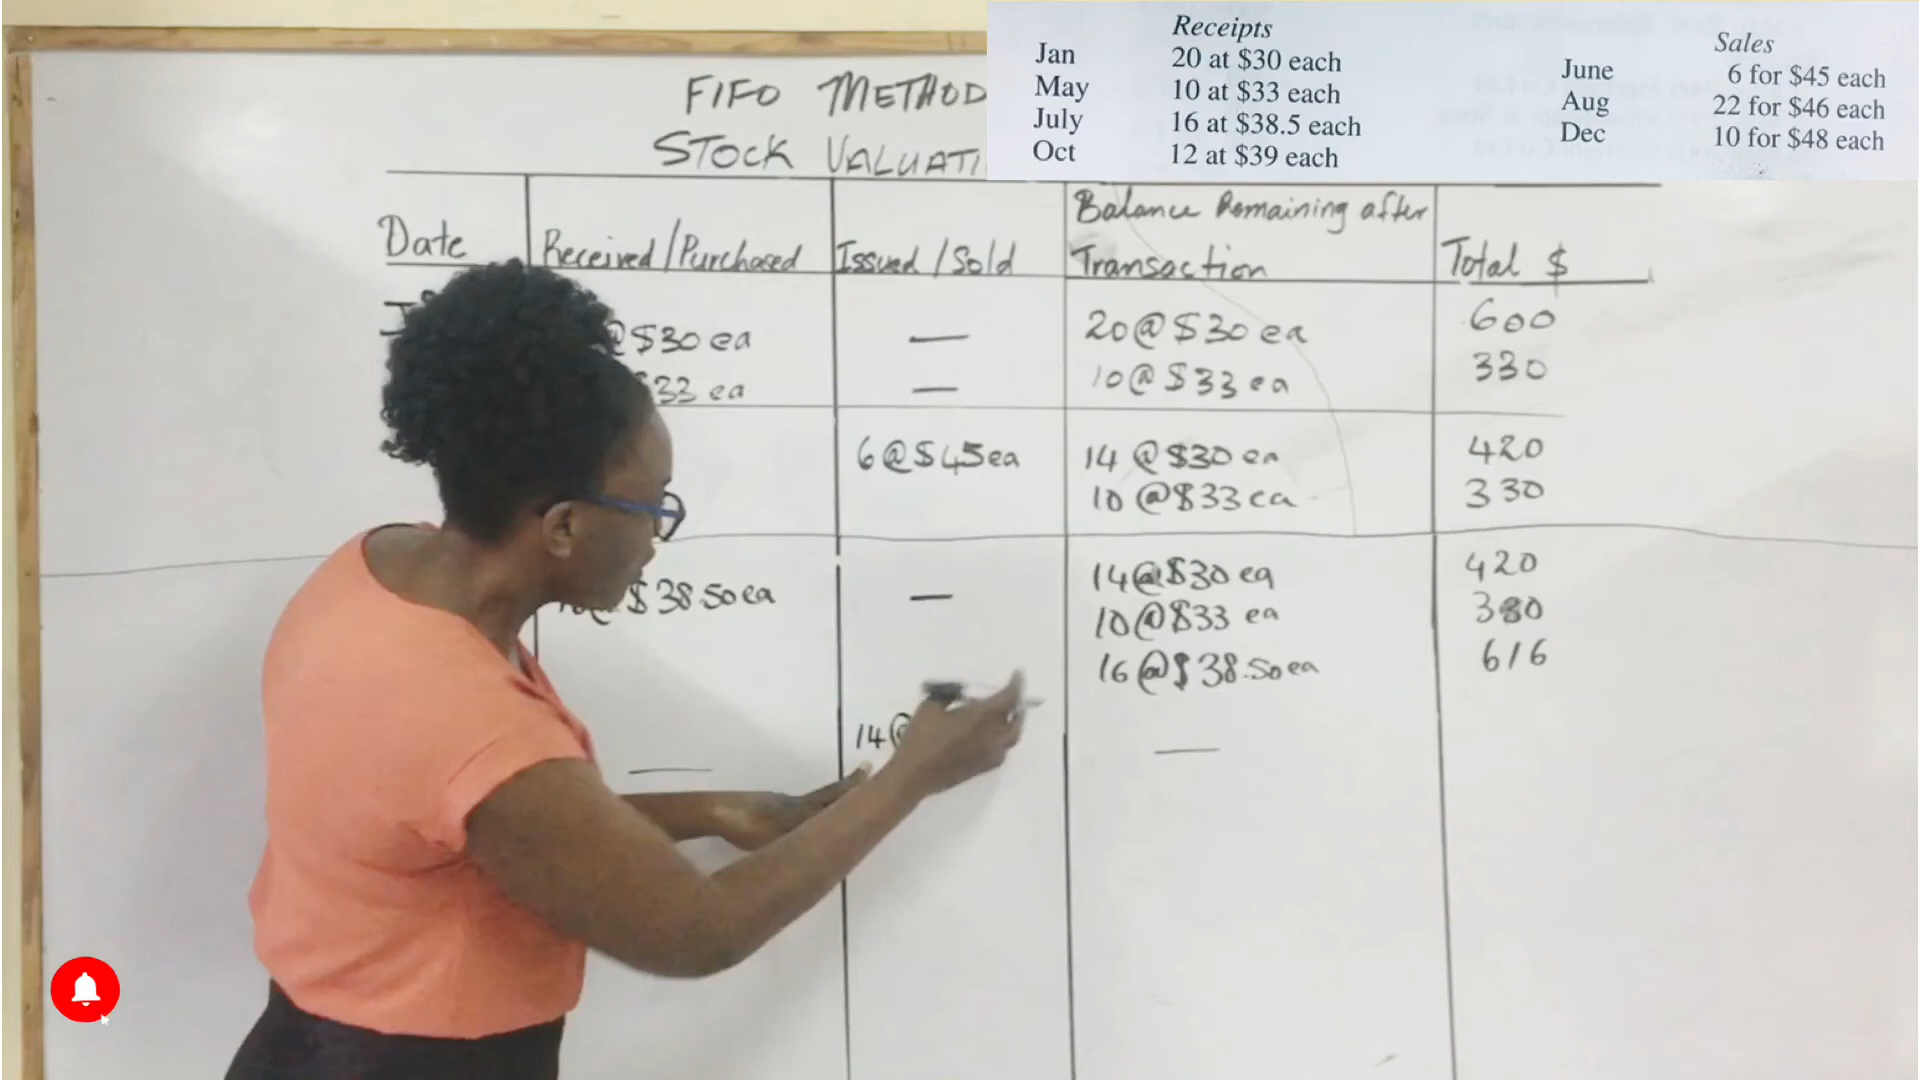 Receipts
Jan 20 at $30 each
May 10 at $33 each
July 16 at $38.5 each
Oct 12 at $39 each
Sales
June 6 for $45 each
Aug 22 for $46 each
Dec 10 for $48 each
FIFO METHOD
STOCK VALUATI
Date Received/Purchased Issued/Sold Balance Remaining after Transaction Total $
@$30 ea — 20@$30 ea 600
$33 ea — 10@$33 ea 330
6@$45ea 14@$30 ea 420
10@$33 ea 330
@$38.50ea — 14@$30 ea 420
10@$33 ea 330
16@$38.50ea 616
— 14@ —